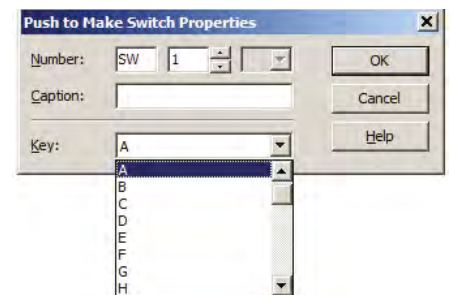 Push to Make Switch Properties
Number: SW 1
OK
Caption:
Cancel
Key: A
Help
A
B
C
D
E
F
G
H